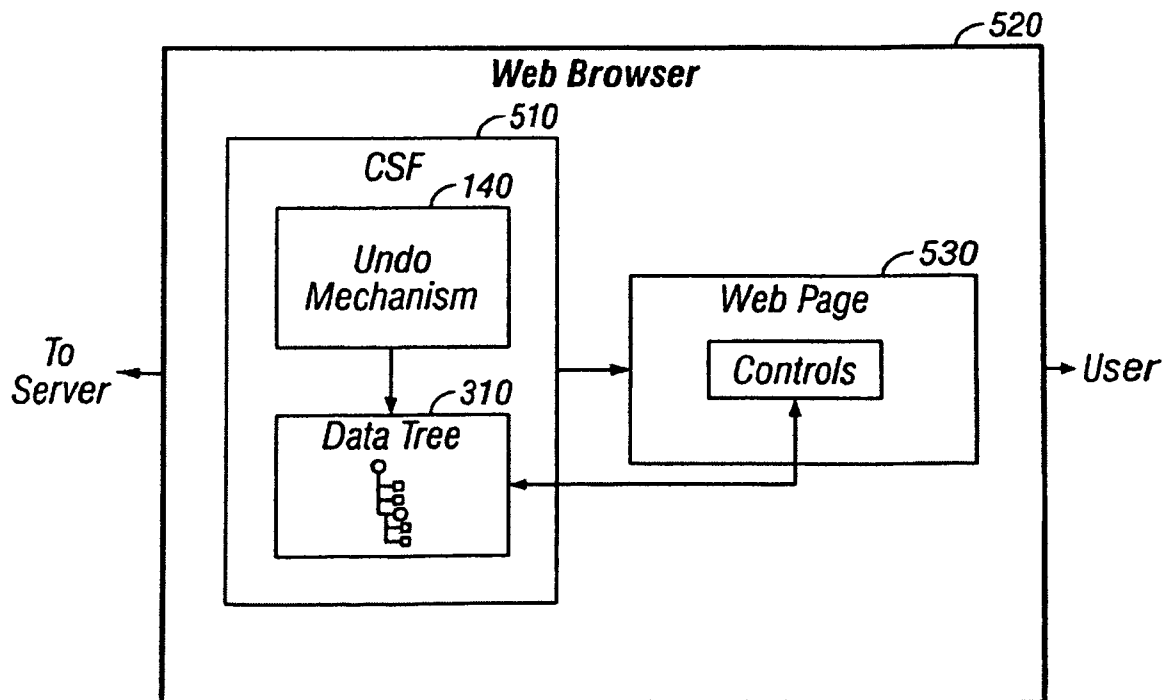 520
Web Browser
510
CSF
140
Undo
Mechanism
530
Web Page
Controls
To
Server
User
310
Data Tree